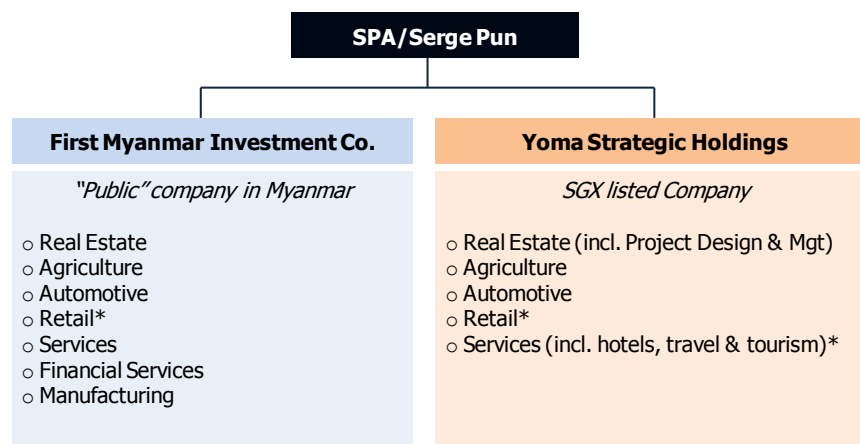 SPA/Serge Pun
First Myanmar Investment Co.
"Public" company in Myanmar
o Real Estate
o Agriculture
o Automotive
o Retail*
o Services
o Financial Services
o Manufacturing
Yoma Strategic Holdings
SGX listed Company
o Real Estate (incl. Project Design & Mgt)
o Agriculture
o Automotive
o Retail*
o Services (incl. hotels, travel & tourism)*